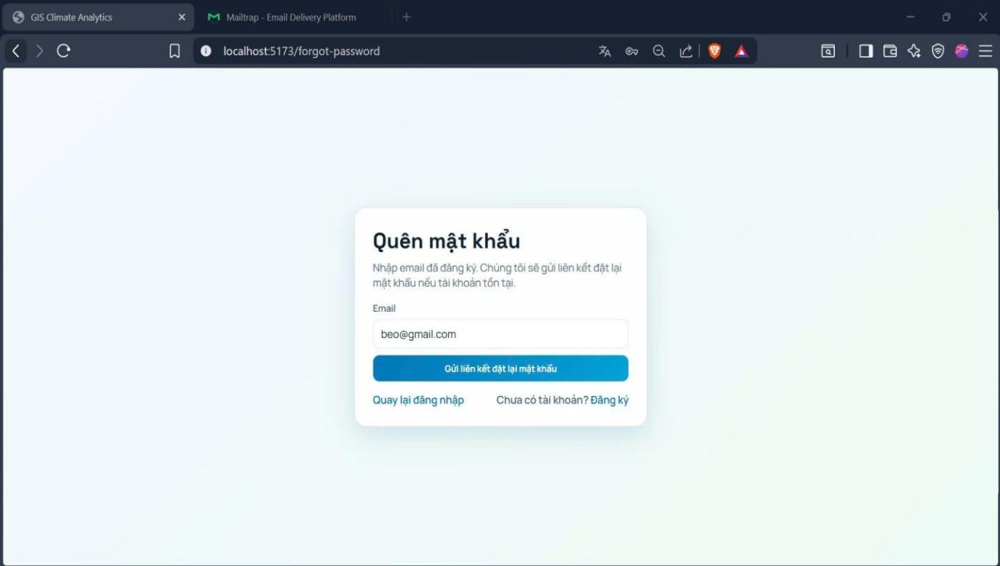 GIS Climate Analytics
Mailtrap - Email Delivery Platform
localhost:5173/forgot-password
Quên mật khẩu
Nhập email đã đăng ký. Chúng tôi sẽ gửi liên kết đặt lại
mật khẩu nếu tài khoản tồn tại.
Email
beo@gmail.com
Gửi liên kết đặt lại mật khẩu
Quay lại đăng nhập
Chưa có tài khoản? Đăng ký